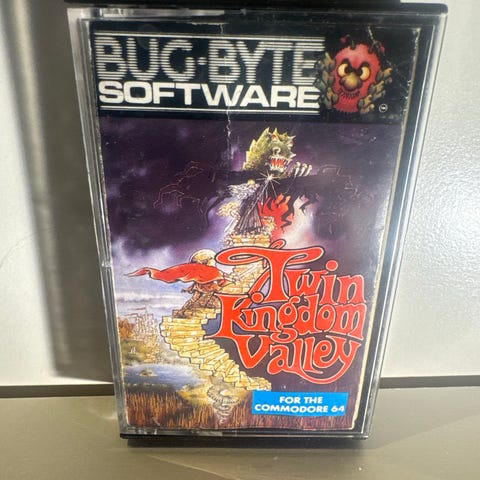 BUG-BYTE
SOFTWARE
Twin
Kingdom
Valley
FOR THE
COMMODORE 64